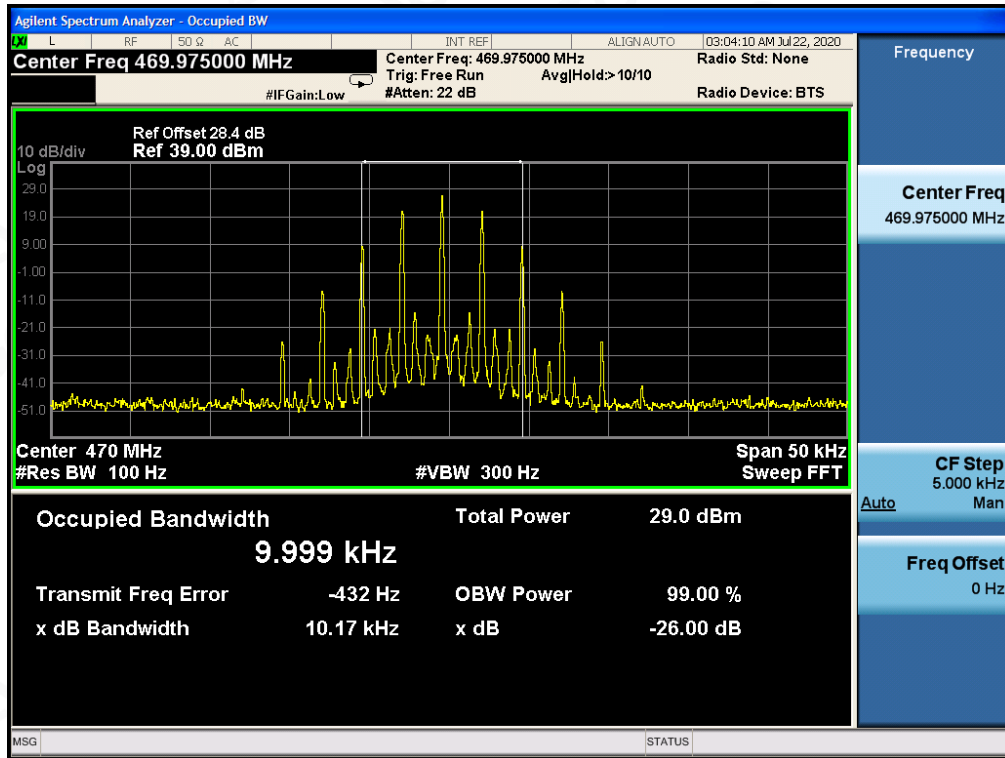 Agilent Spectrum Analyzer - Occupied BW
LXI L RF 50 Ω AC INT REF ALIGN AUTO 03:04:10 AM Jul 22, 2020
Center Freq 469.975000 MHz
Center Freq: 469.975000 MHz
Radio Std: None
Trig: Free Run Avg|Hold:> 10/10
#IFGain:Low
#Atten: 22 dB
Radio Device: BTS
Ref Offset 28.4 dB
10 dB/div Ref 39.00 dBm
Log
29.0
19.0
9.00
-1.00
-11.0
-21.0
-31.0
-41.0
-51.0
Center 470 MHz Span 50 kHz
#Res BW 100 Hz #VBW 300 Hz Sweep FFT
Occupied Bandwidth Total Power 29.0 dBm
9.999 kHz
Transmit Freq Error -432 Hz OBW Power 99.00 %
x dB Bandwidth 10.17 kHz x dB -26.00 dB
MSG STATUS
Frequency
Center Freq
469.975000 MHz
CF Step
5.000 kHz
Auto Man
Freq Offset
0 Hz